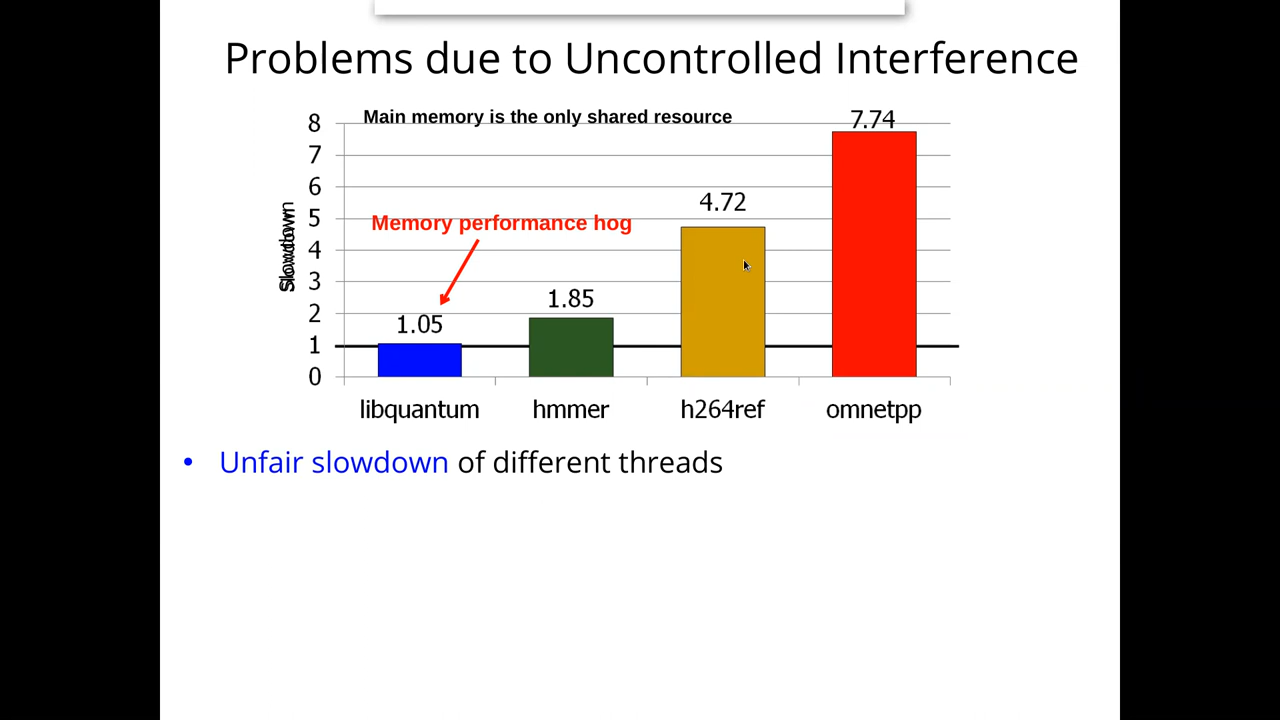 Problems due to Uncontrolled Interference
Main memory is the only shared resource
8
7
6
5
4
3
2
1
0
Slowdown
Memory performance hog
1.05
1.85
4.72
7.74
libquantum
hmmer
h264ref
omnetpp
• Unfair slowdown of different threads